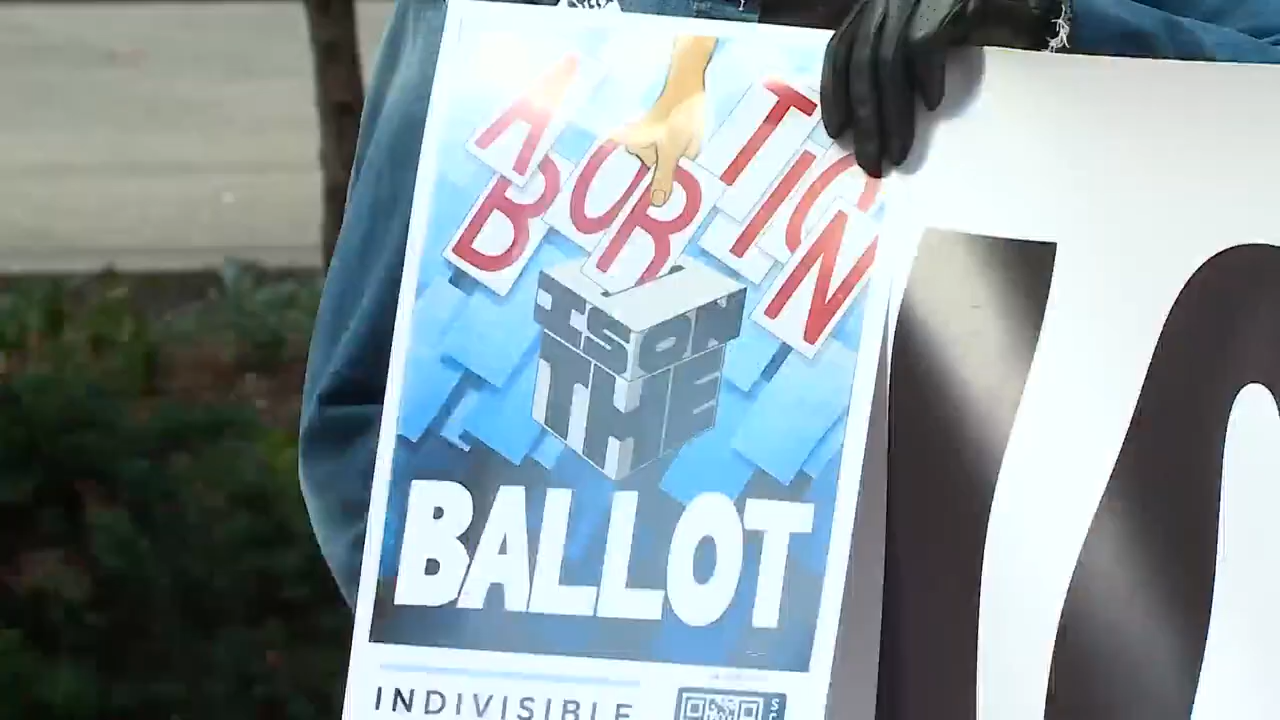 ABORTION
IS ON
THE
BALLOT
INDIVISIBLE